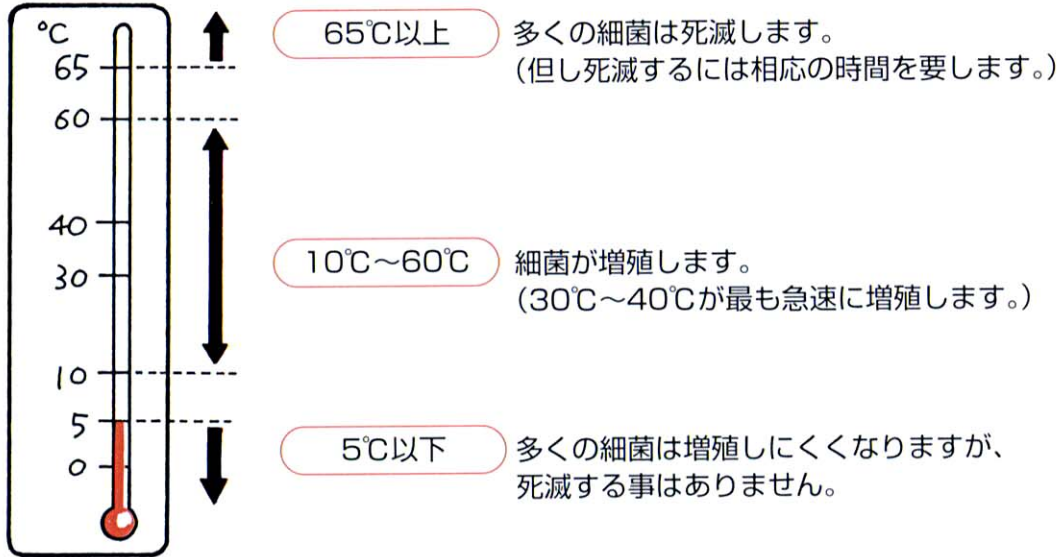 ℃
65
60
40
30
10
5
0
65℃以上
多くの細菌は死滅します。
(但し死滅するには相応の時間を要します。)
10℃～60℃
細菌が増殖します。
(30℃～40℃が最も急速に増殖します。)
5℃以下
多くの細菌は増殖しにくくなりますが、
死滅する事はありません。